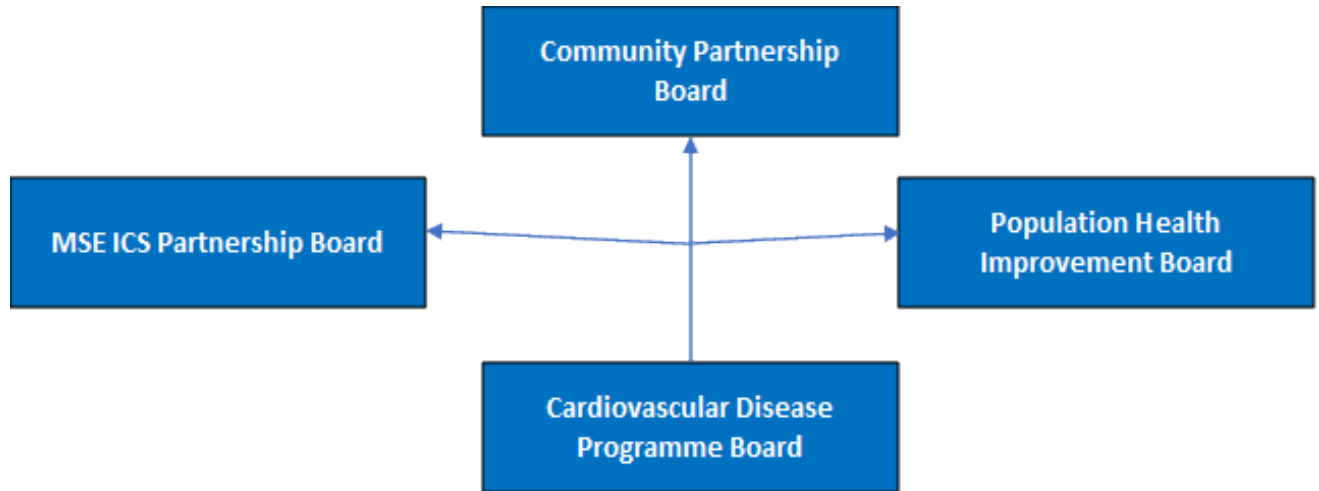 Community Partnership
Board
MSE ICS Partnership Board
Population Health
Improvement Board
Cardiovascular Disease
Programme Board